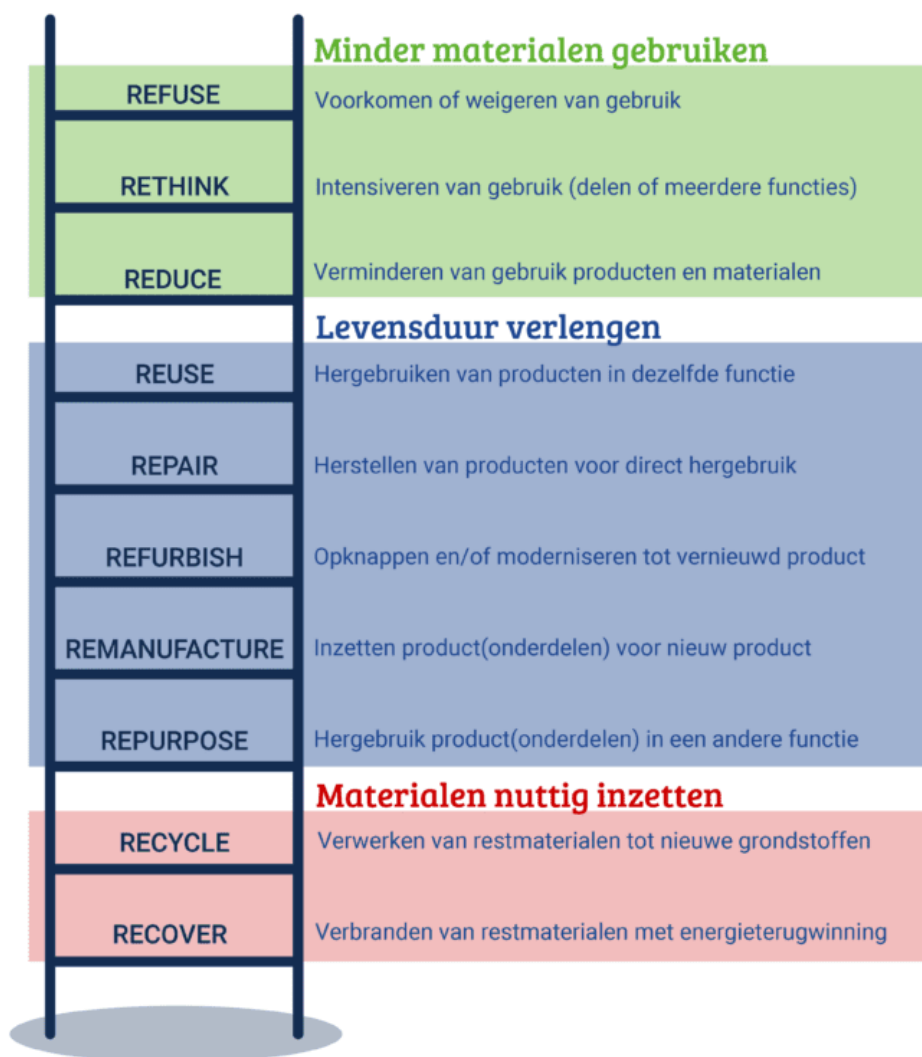 Minder materialen gebruiken
REFUSE
Voorkomen of weigeren van gebruik
RETHINK
Intensiveren van gebruik (delen of meerdere functies)
REDUCE
Verminderen van gebruik producten en materialen
Levensduur verlengen
REUSE
Hergebruiken van producten in dezelfde functie
REPAIR
Herstellen van producten voor direct hergebruik
REFURBISH
Opknappen en/of moderniseren tot vernieuwd product
REMANUFACTURE
Inzetten product(onderdelen) voor nieuw product
REPURPOSE
Hergebruik product(onderdelen) in een andere functie
Materialen nuttig inzetten
RECYCLE
Verwerken van restmaterialen tot nieuwe grondstoffen
RECOVER
Verbranden van restmaterialen met energieterugwinning